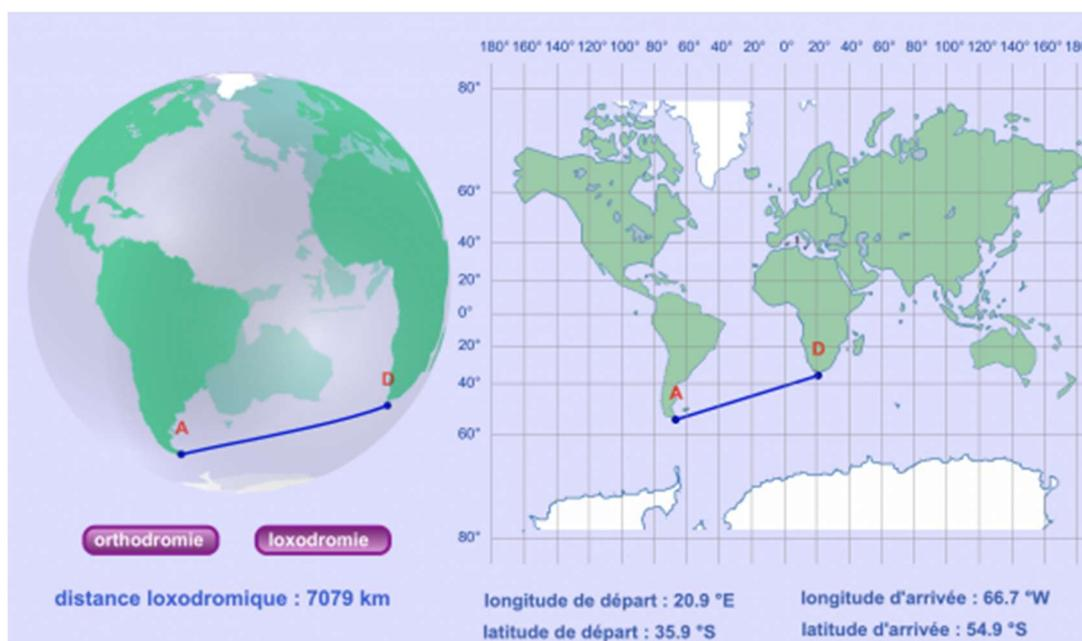 180° 160° 140° 120° 100° 80° 60° 40° 20° 0° 20° 40° 60° 80° 100° 120° 140° 160° 180°
80°
60°
40°
20°
0°
20°
40°
60°
80°
D
A
D
A
orthodromie
loxodromie
distance loxodromique : 7079 km
longitude de départ : 20.9 °E
longitude d'arrivée : 66.7 °W
latitude de départ : 35.9 °S
latitude d'arrivée : 54.9 °S